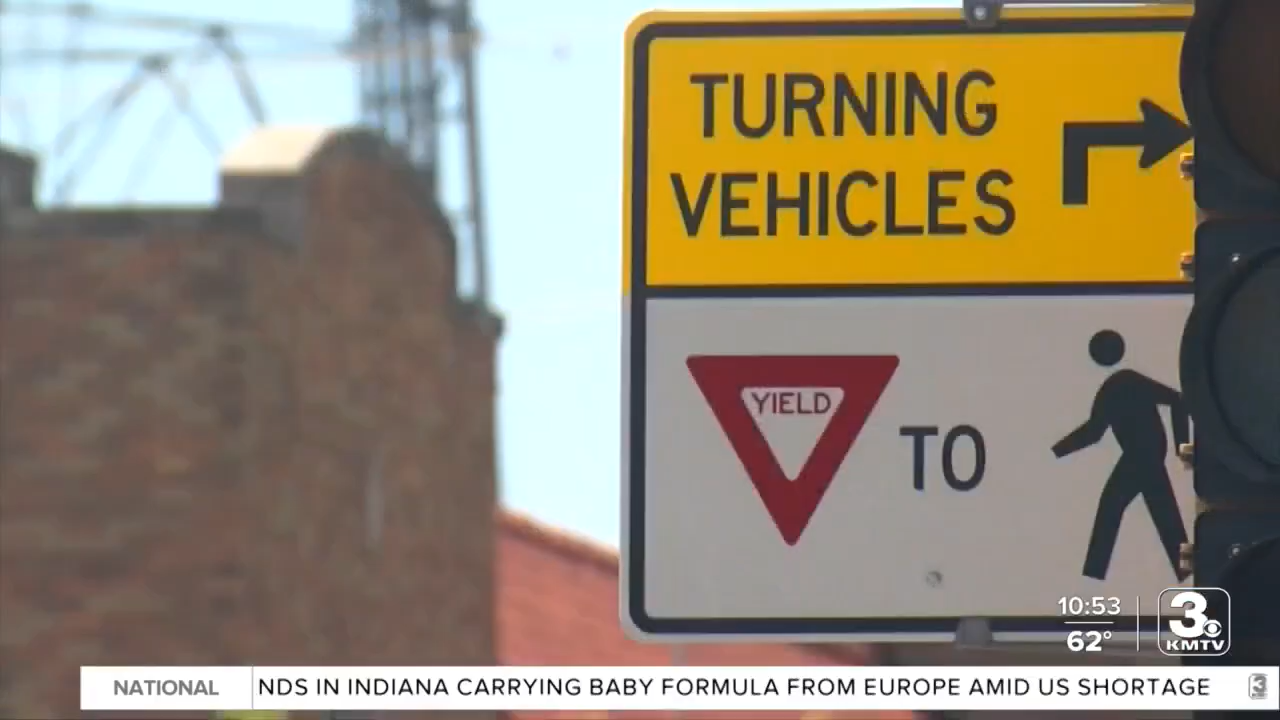 TURNING
VEHICLES
YIELD
TO
10:53
62°
3
KMTV
NATIONAL
NDS IN INDIANA CARRYING BABY FORMULA FROM EUROPE AMID US SHORTAGE
3